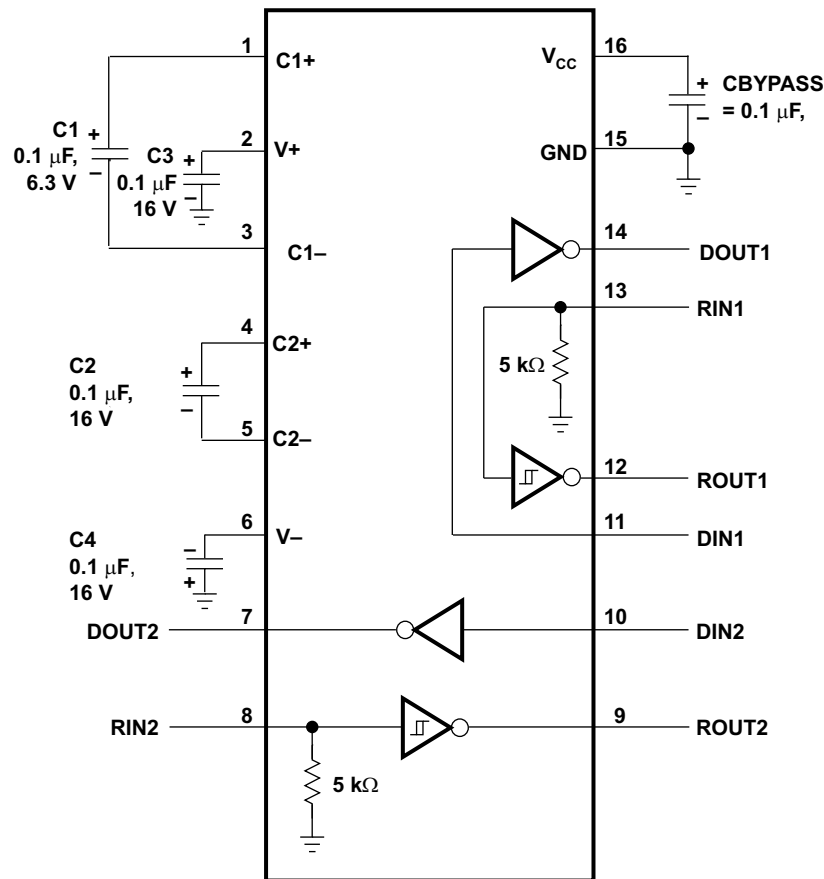 1
C1+
C1
0.1 μF,
6.3 V
+
–
2
V+
C3
0.1 μF
16 V
+
–
3
C1–
4
C2+
C2
0.1 μF,
16 V
+
–
5
C2–
6
V–
C4
0.1 μF,
16 V
–
+
DOUT2
7
RIN2
8
5 kΩ
16
VCC
+
–
CBYPASS
= 0.1 μF,
15
GND
14
DOUT1
13
RIN1
5 kΩ
12
ROUT1
11
DIN1
10
DIN2
9
ROUT2